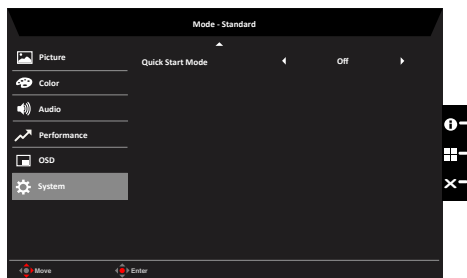 Mode - Standard
Picture
Quick Start Mode Off
Color
Audio
Performance
OSD
System
Move Enter